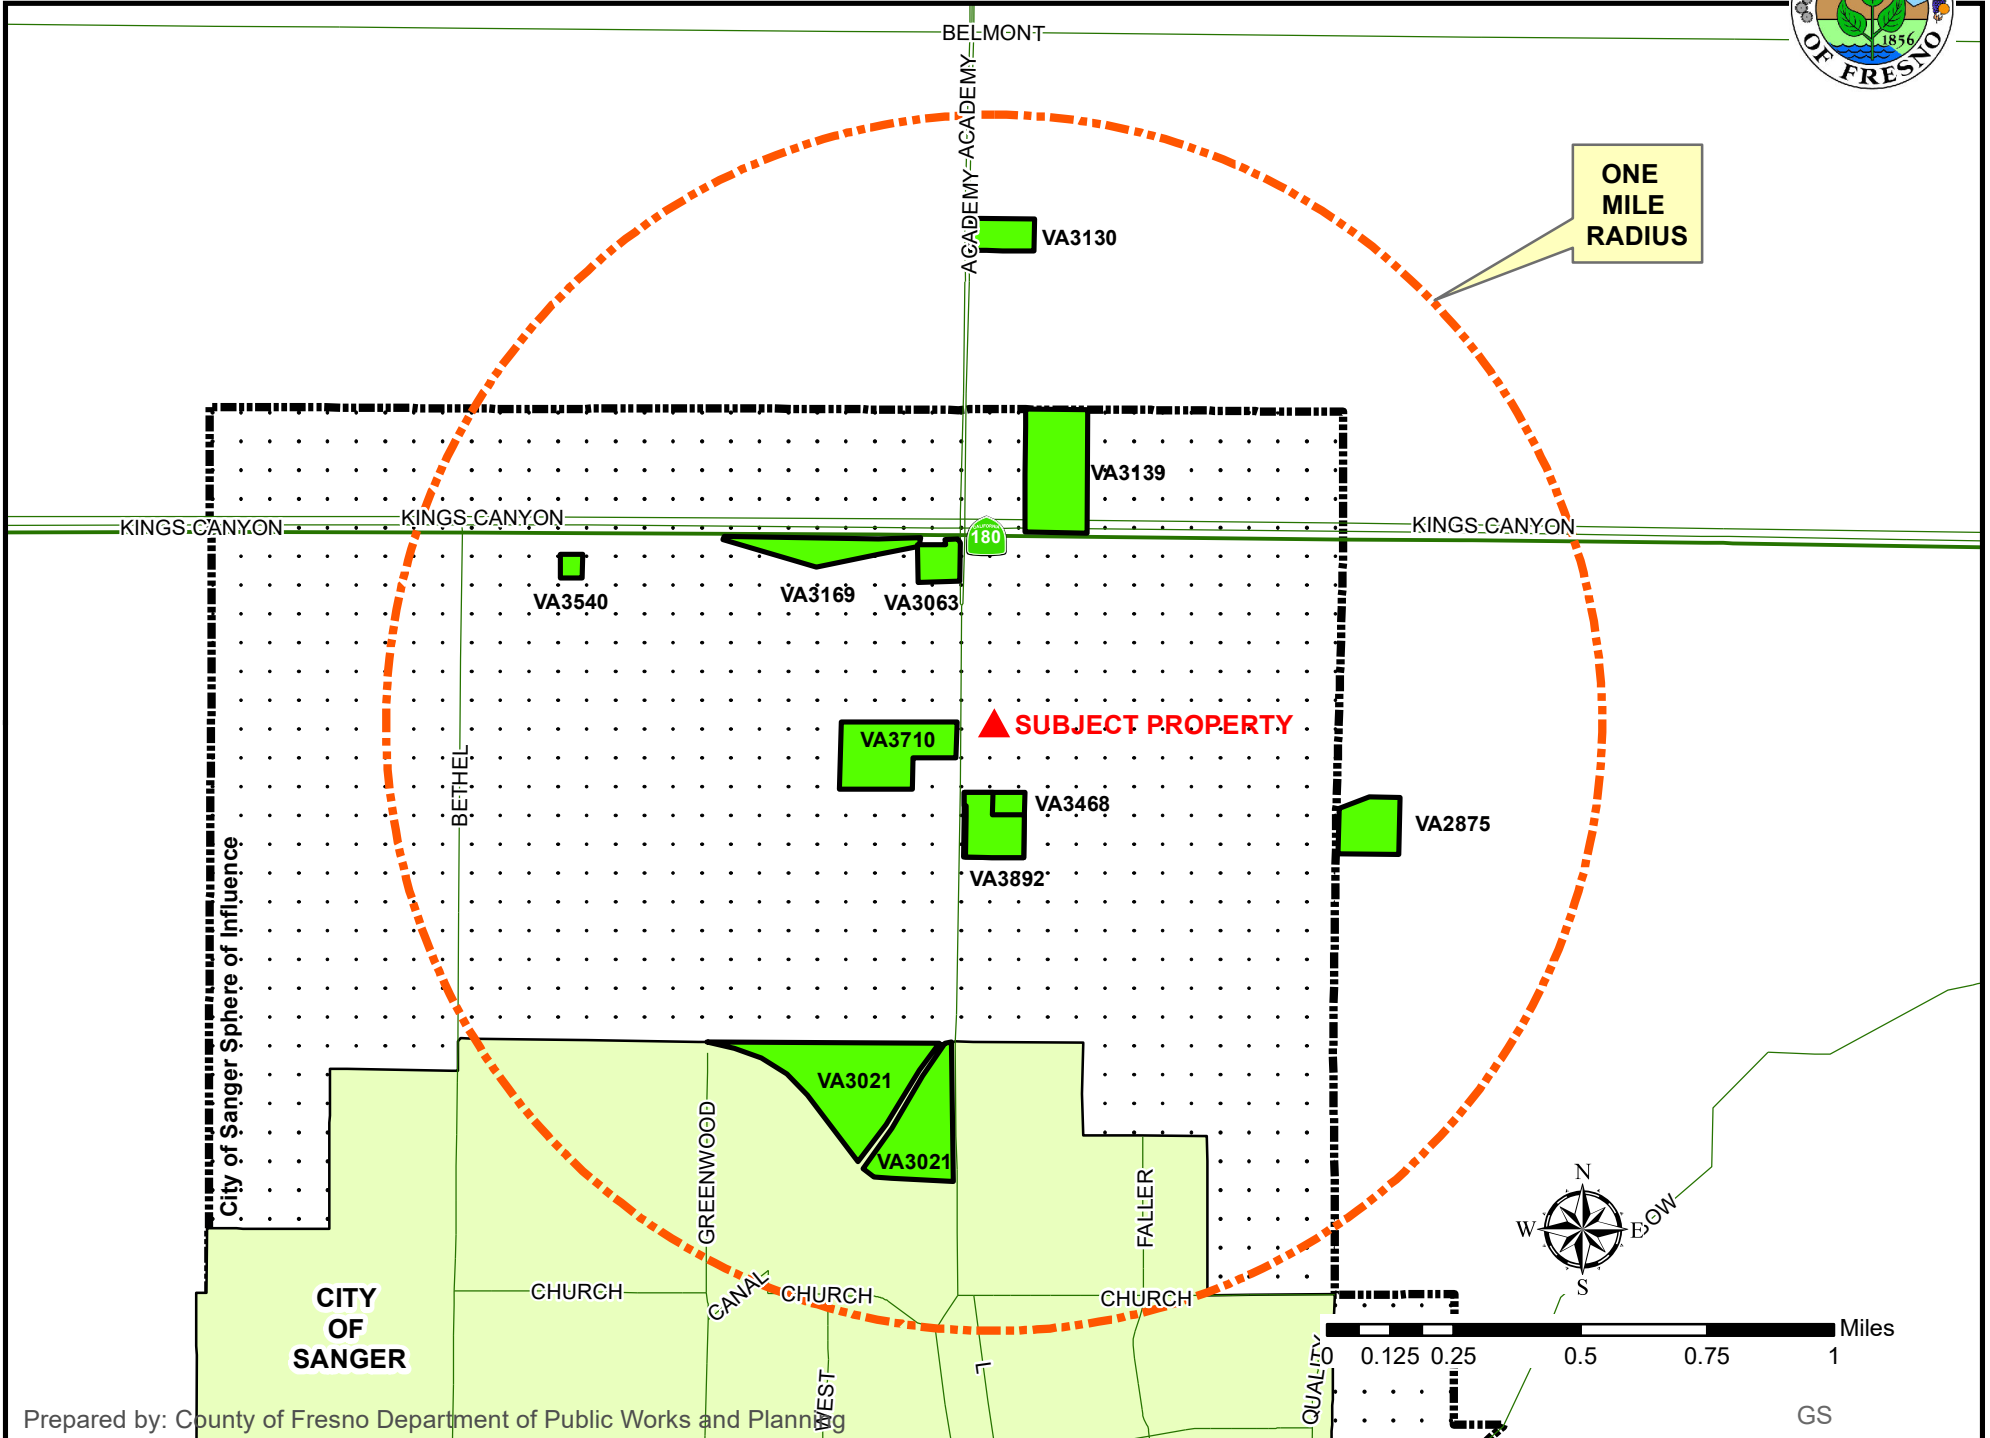 BELMONT
1856
OF FRESNO
ACADEMY
ACADEMY
ACADEMY
ONE
MILE
RADIUS
VA3130
VA3139
KINGS CANYON
KINGS CANYON
KINGS CANYON
CALIFORNIA
180
VA3540
VA3169
VA3063
SUBJECT PROPERTY
VA3710
BETHEL
VA3468
VA2875
VA3892
City of Sanger Sphere of Influence
VA3021
VA3021
GREENWOOD
FALLER
N
W
E
S
OW
CANAL
CHURCH
CHURCH
CHURCH
CITY
OF
SANGER
L
WEST
QUALITY
Miles
0 0.125 0.25 0.5 0.75 1
Prepared by: County of Fresno Department of Public Works and Planning
GS